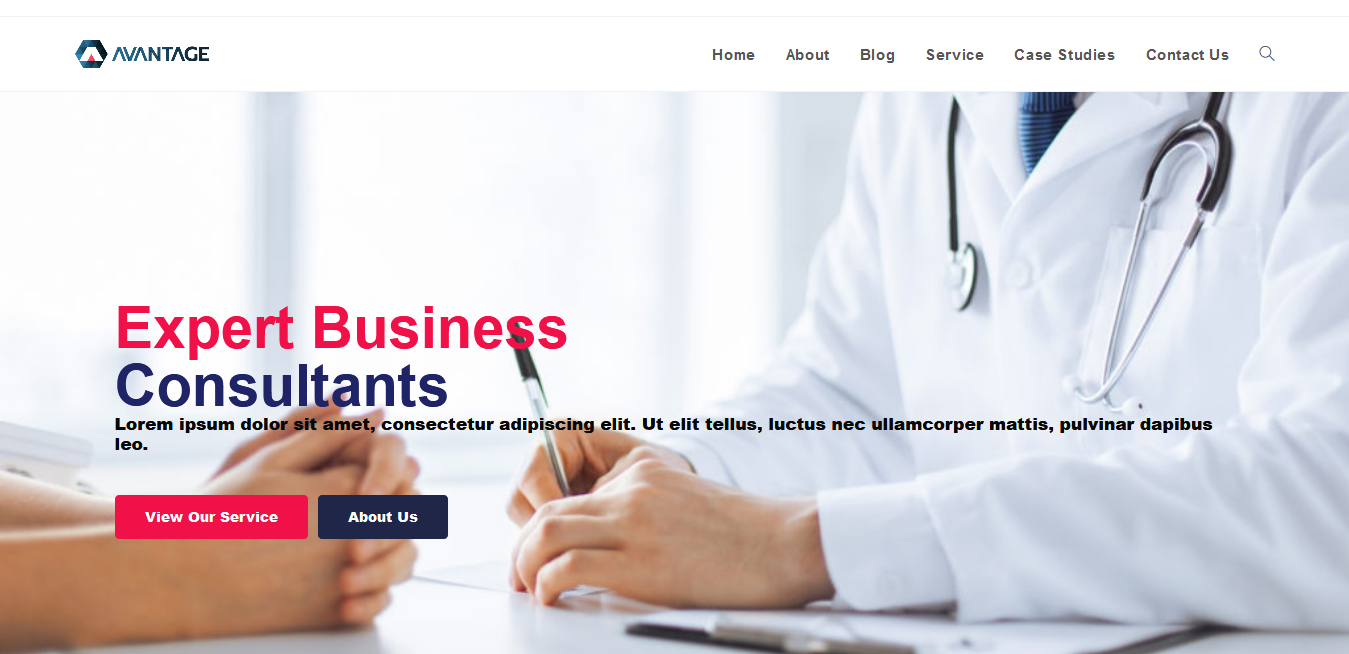 AVANTAGE
Home About Blog Service Case Studies Contact Us
Expert Business
Consultants
Lorem ipsum dolor sit amet, consectetur adipiscing elit. Ut elit tellus, luctus nec ullamcorper mattis, pulvinar dapibus
leo.
View Our Service About Us